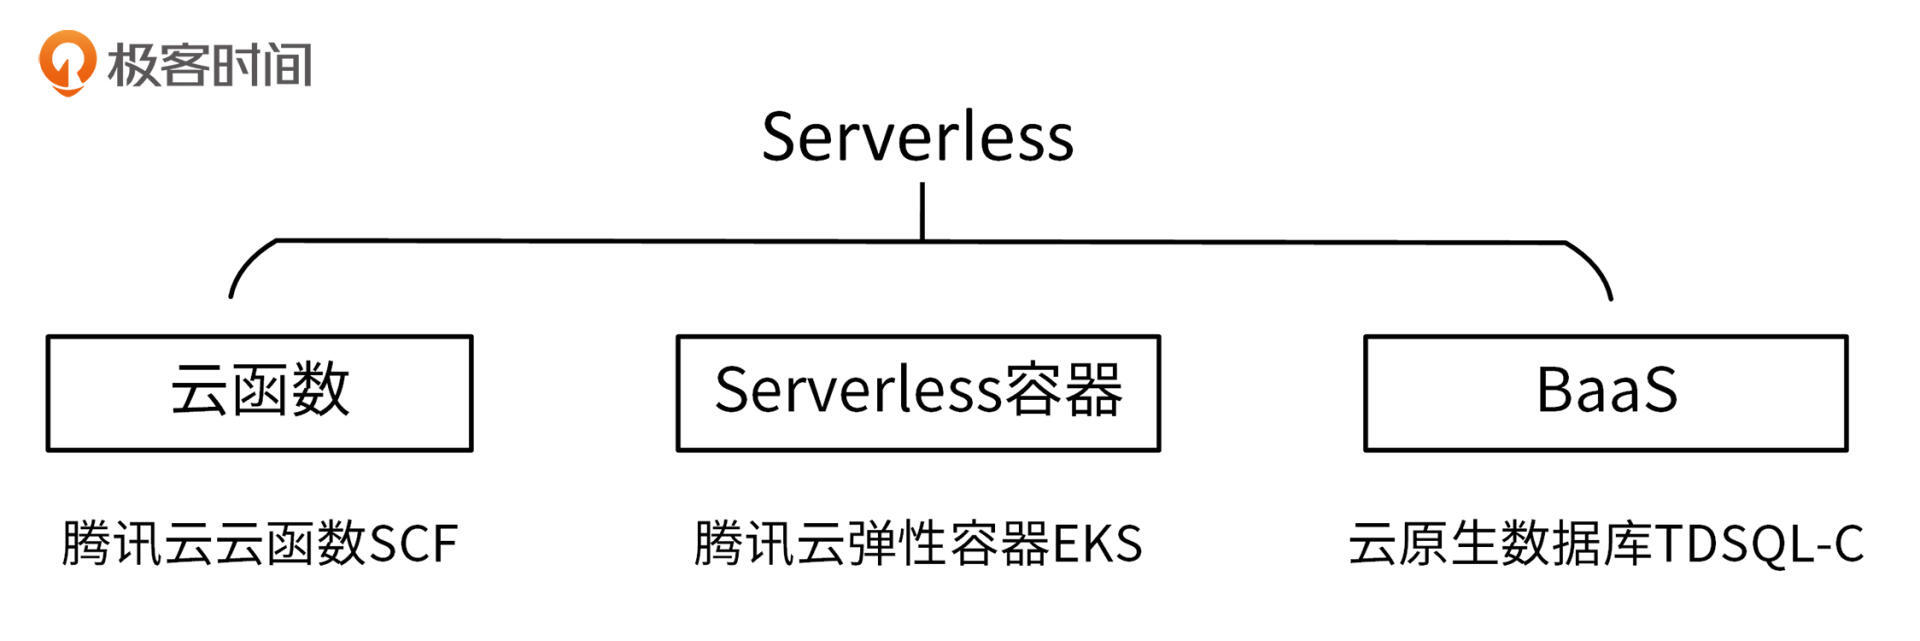 极客时间
Serverless
云函数
Serverless容器
BaaS
腾讯云云函数SCF
腾讯云弹性容器EKS
云原生数据库TDSQL-C